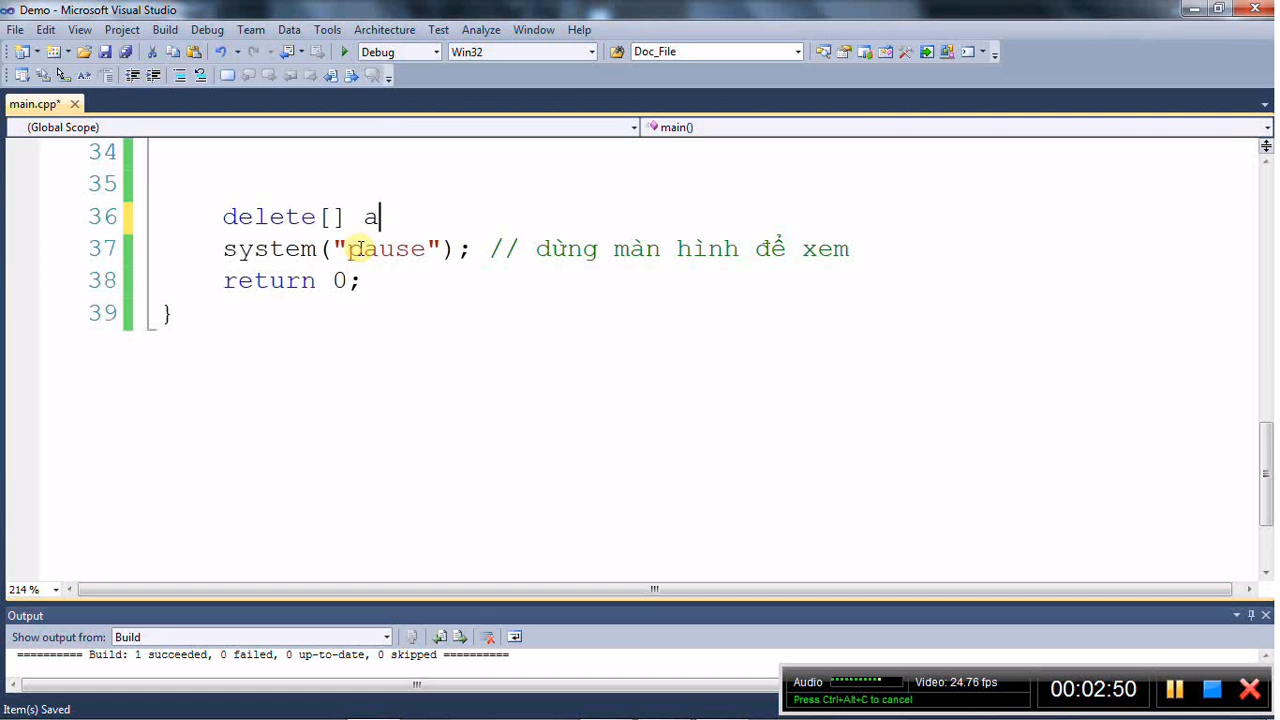 Demo - Microsoft Visual Studio
File Edit View Project Build Debug Team Data Tools Architecture Test Analyze Window Help
Debug Win32 Doc_File
main.cpp*
(Global Scope) main()
34
35
36 delete[] a
37 system("pause"); // dừng màn hình để xem
38 return 0;
39 }
214 %
Output
Show output from: Build
========== Build: 1 succeeded, 0 failed, 0 up-to-date, 0 skipped ==========
Audio Video: 24.76 fps
Press Ctrl+Alt+C to cancel
00:02:50
Item(s) Saved